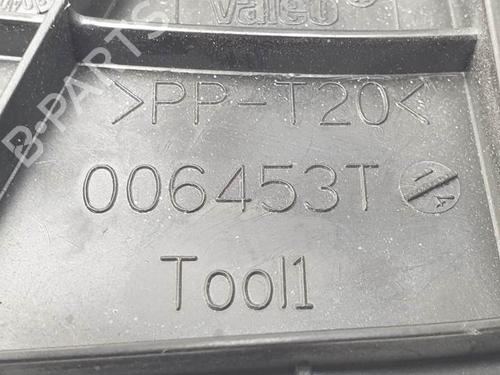 Valeo
>PP-T20<
006453T
Tool1
B-PARTS